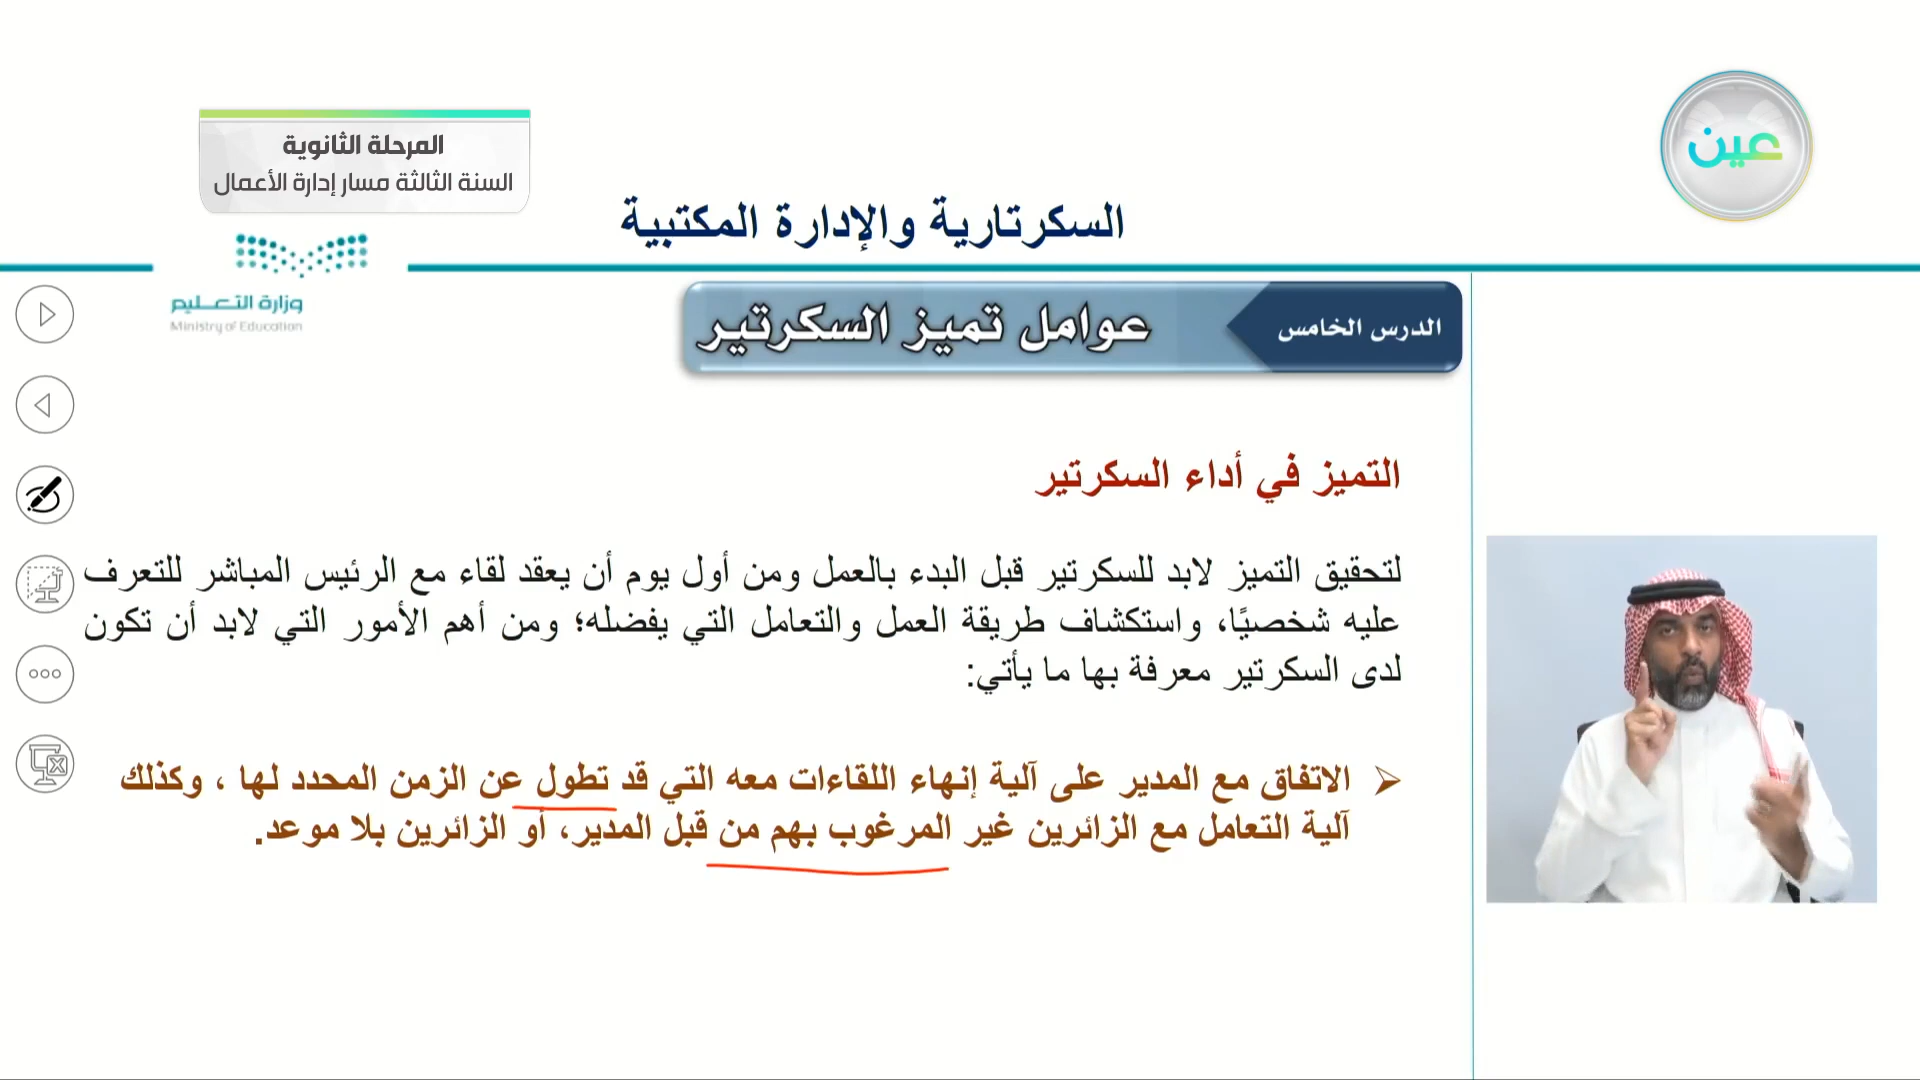 عين
المرحلة الثانوية
السنة الثالثة مسار إدارة الأعمال
السكرتارية والإدارة المكتبية
وزارة التعليم
Ministry of Education
الدرس الخامس
عوامل تميز السكرتير
التميز في أداء السكرتير
لتحقيق التميز لابد للسكرتير قبل البدء بالعمل ومن أول يوم أن يعقد لقاء مع الرئيس المباشر للتعرف
عليه شخصيًا، واستكشاف طريقة العمل والتعامل التي يفضله؛ ومن أهم الأمور التي لابد أن تكون
لدى السكرتير معرفة بها ما يأتي:
الاتفاق مع المدير على آلية إنهاء اللقاءات معه التي قد تطول عن الزمن المحدد لها ، وكذلك
آلية التعامل مع الزائرين غير المرغوب بهم من قبل المدير، أو الزائرين بلا موعد.